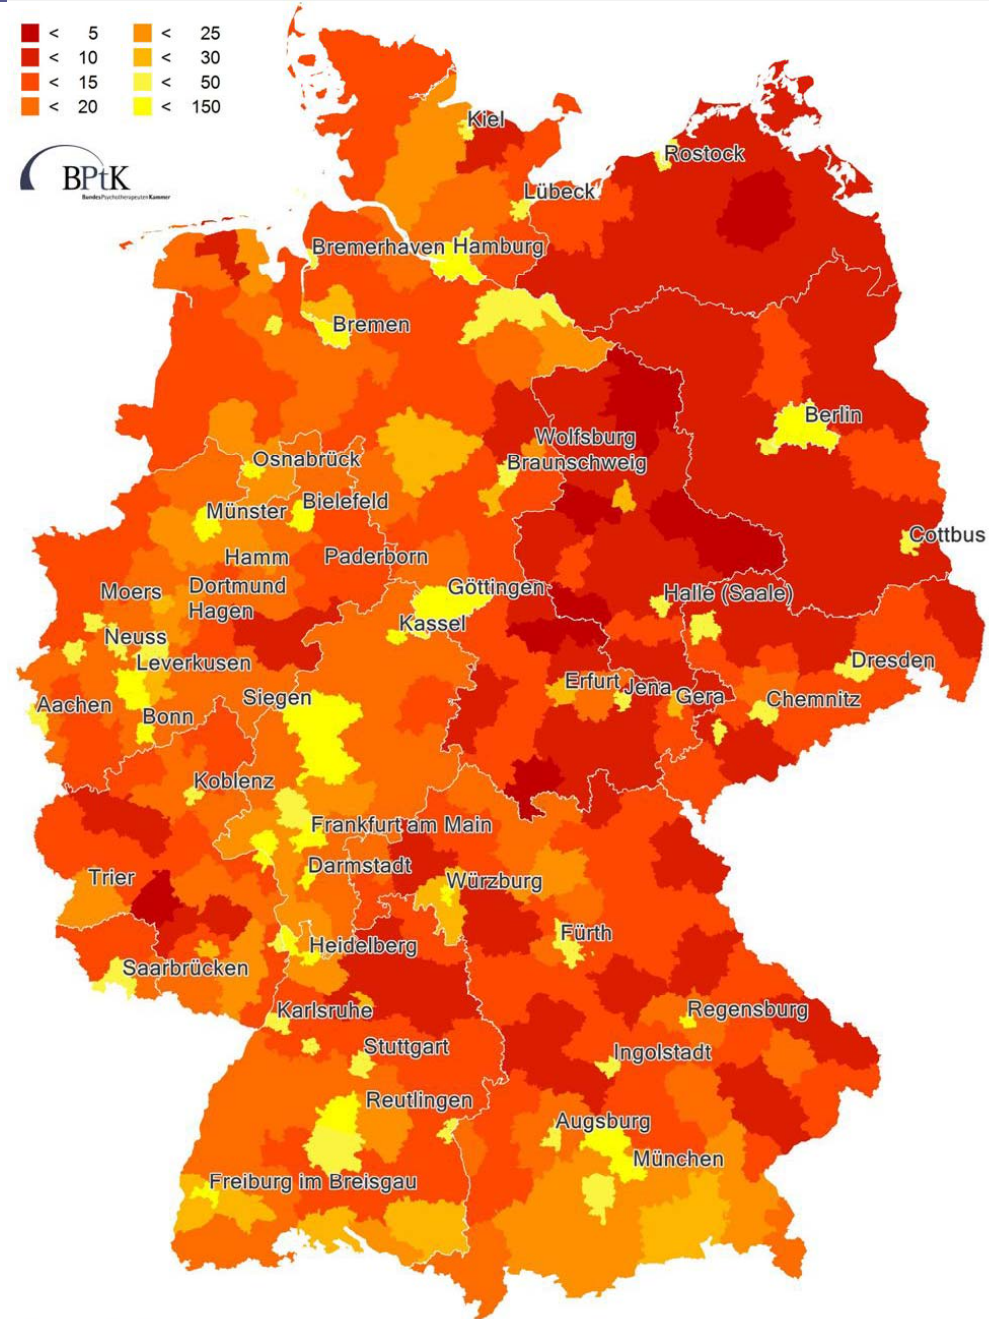 < 5 < 25
< 10 < 30
< 15 < 50
< 20 < 150
BPtK
BundesPsychotherapeutenKammer
Kiel
Rostock
Lübeck
Bremerhaven Hamburg
Bremen
Berlin
Wolfsburg
Osnabrück Braunschweig
Münster Bielefeld
Cottbus
Hamm Paderborn
Moers Dortmund Göttingen Halle (Saale)
Hagen
Neuss Kassel
Leverkusen Dresden
Aachen Siegen Erfurt Jena Gera Chemnitz
Bonn
Koblenz
Frankfurt am Main
Trier Darmstadt Würzburg
Heidelberg Fürth
Saarbrücken
Karlsruhe Regensburg
Stuttgart Ingolstadt
Reutlingen
Augsburg
München
Freiburg im Breisgau